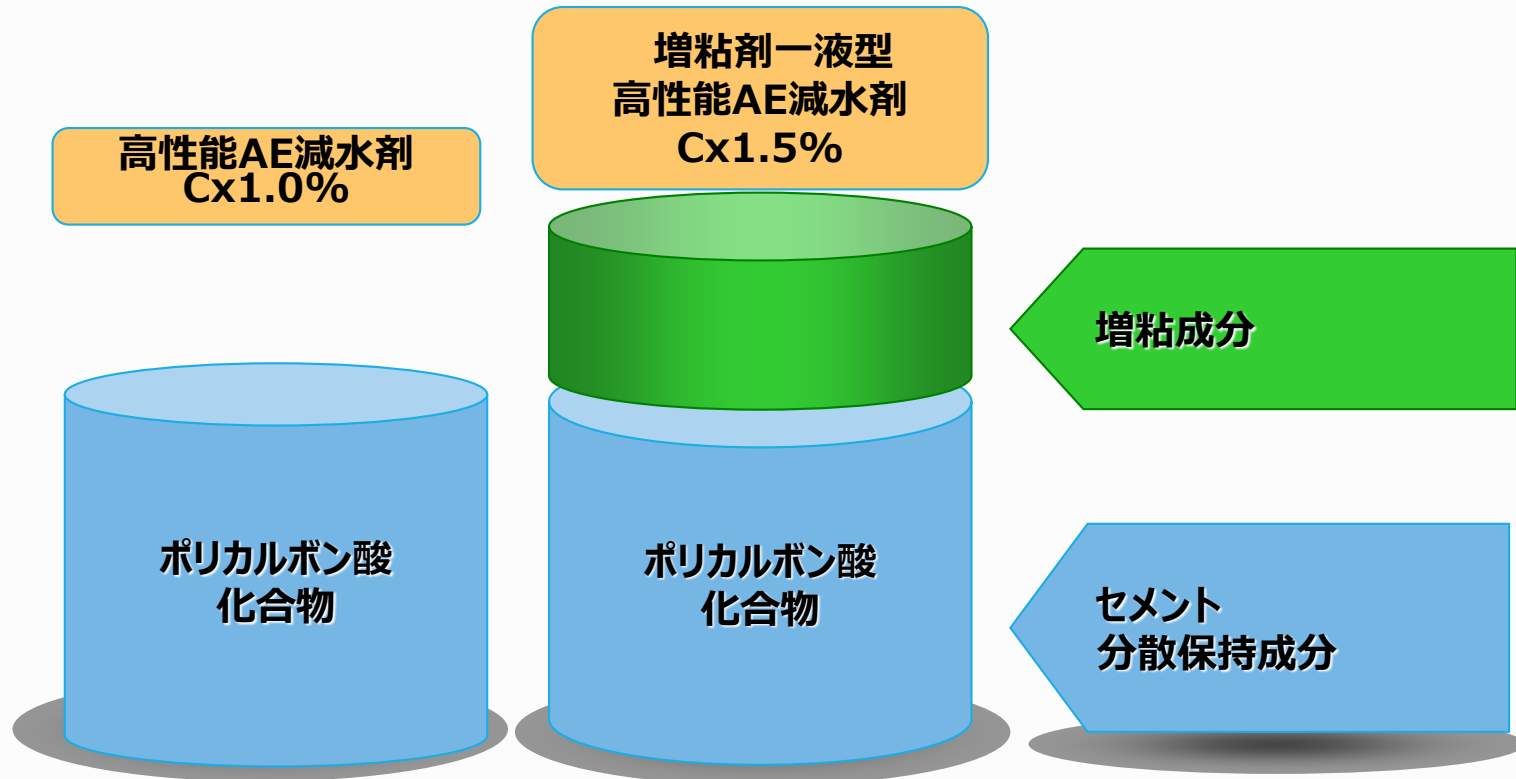 高性能AE減水剤
Cx1.0%
増粘剤一液型
高性能AE減水剤
Cx1.5%
増粘成分
ポリカルボン酸
化合物
ポリカルボン酸
化合物
セメント
分散保持成分